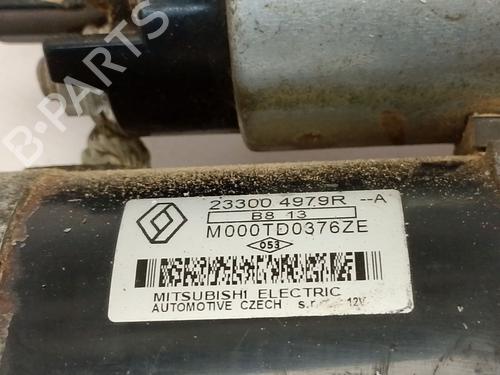 B-PARTS
23300 4979R --A
B8 13
M000TD0376ZE
053
MITSUBISHI ELECTRIC
AUTOMOTIVE CZECH s.r. 12V